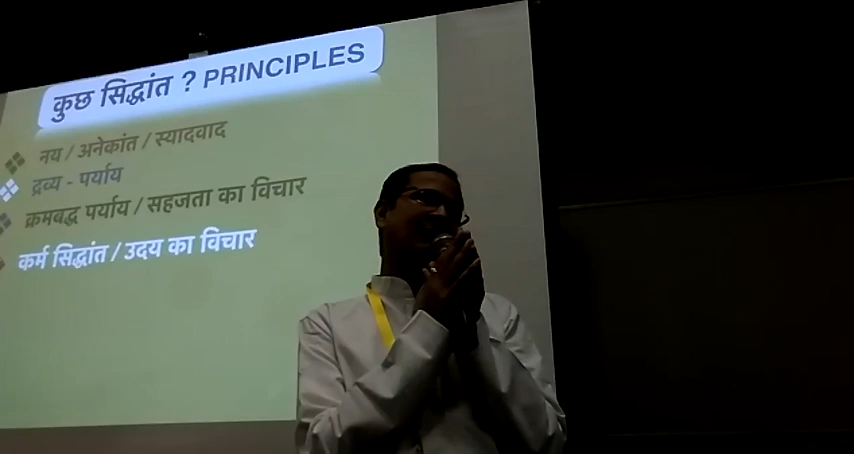 कुछ सिद्धांत ? PRINCIPLES
नय / अनेकांत / स्यादवाद
द्रव्य - पर्याय
क्रमबद्ध पर्याय / सहजता का विचार
कर्म सिद्धांत / उदय का विचार